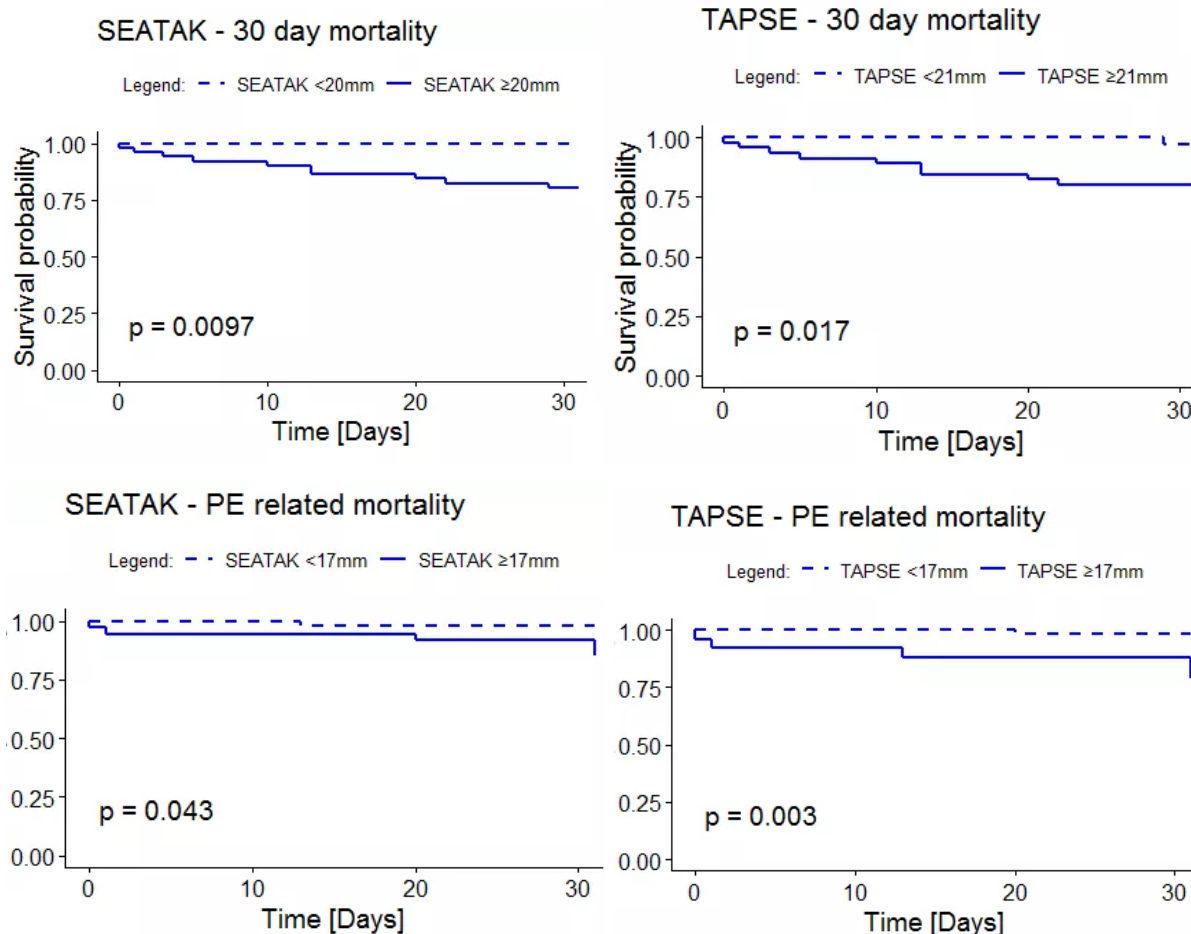 SEATAK - 30 day mortality
Legend: SEATAK <20mm SEATAK ≥20mm
Survival probability
1.00
0.75
0.50
0.25
0.00
p = 0.0097
0 10 20 30
Time [Days]
TAPSE - 30 day mortality
Legend: TAPSE <21mm TAPSE ≥21mm
Survival probability
1.00
0.75
0.50
0.25
0.00
p = 0.017
0 10 20 30
Time [Days]
SEATAK - PE related mortality
Legend: SEATAK <17mm SEATAK ≥17mm
1.00
0.75
0.50
0.25
0.00
p = 0.043
0 10 20 30
Time [Days]
TAPSE - PE related mortality
Legend: TAPSE <17mm TAPSE ≥17mm
1.00
0.75
0.50
0.25
0.00
p = 0.003
0 10 20 30
Time [Days]